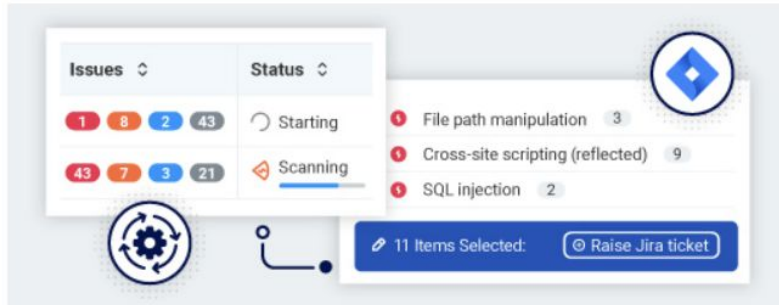 Issues Status
1 8 2 43 Starting
43 7 3 21 Scanning
File path manipulation 3
Cross-site scripting (reflected) 9
SQL injection 2
11 Items Selected: Raise Jira ticket